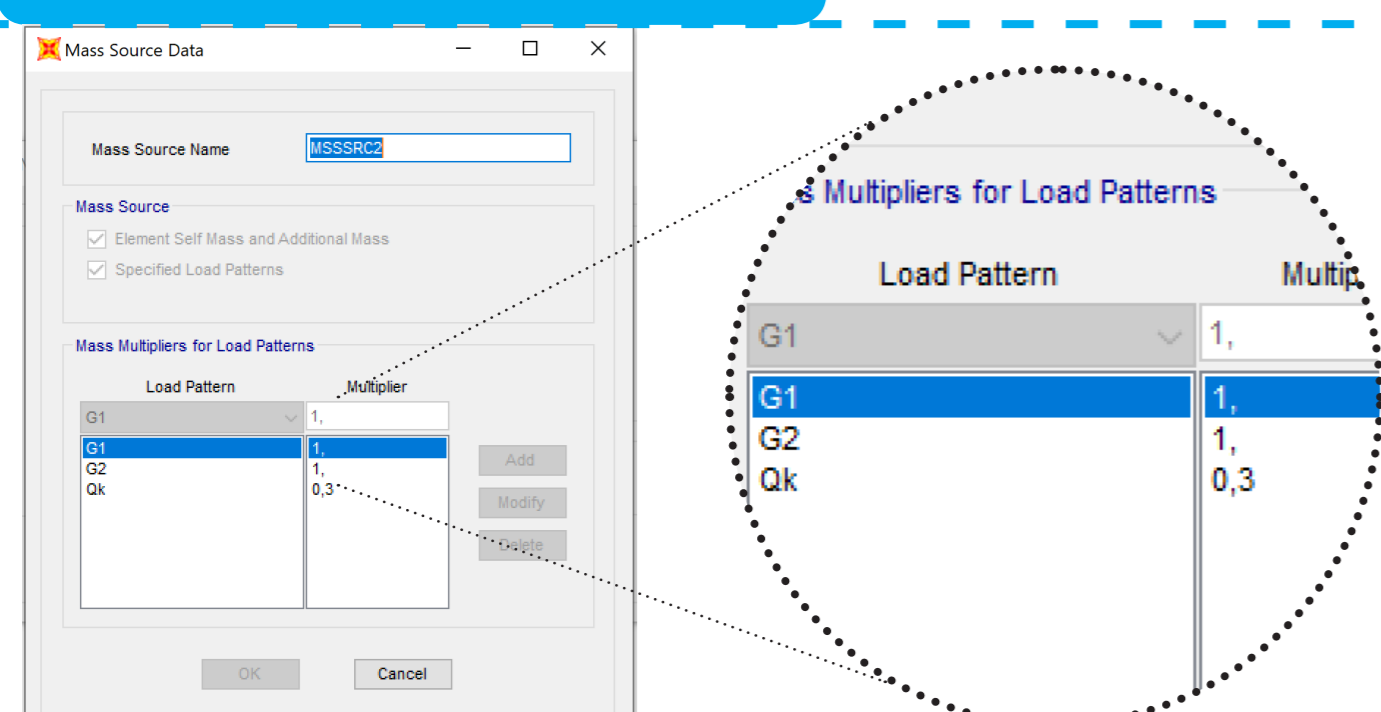 Mass Source Data
Mass Source Name
MSSSRC2
Mass Source
Element Self Mass and Additional Mass
Specified Load Patterns
Mass Multipliers for Load Patterns
Load Pattern Multiplier
G1 1,
G1 1,
G2 1,
Qk 0,3
Add
Modify
Delete
OK Cancel
s Multipliers for Load Patterns
Load Pattern Multip
G1 1,
G1 1,
G2 1,
Qk 0,3